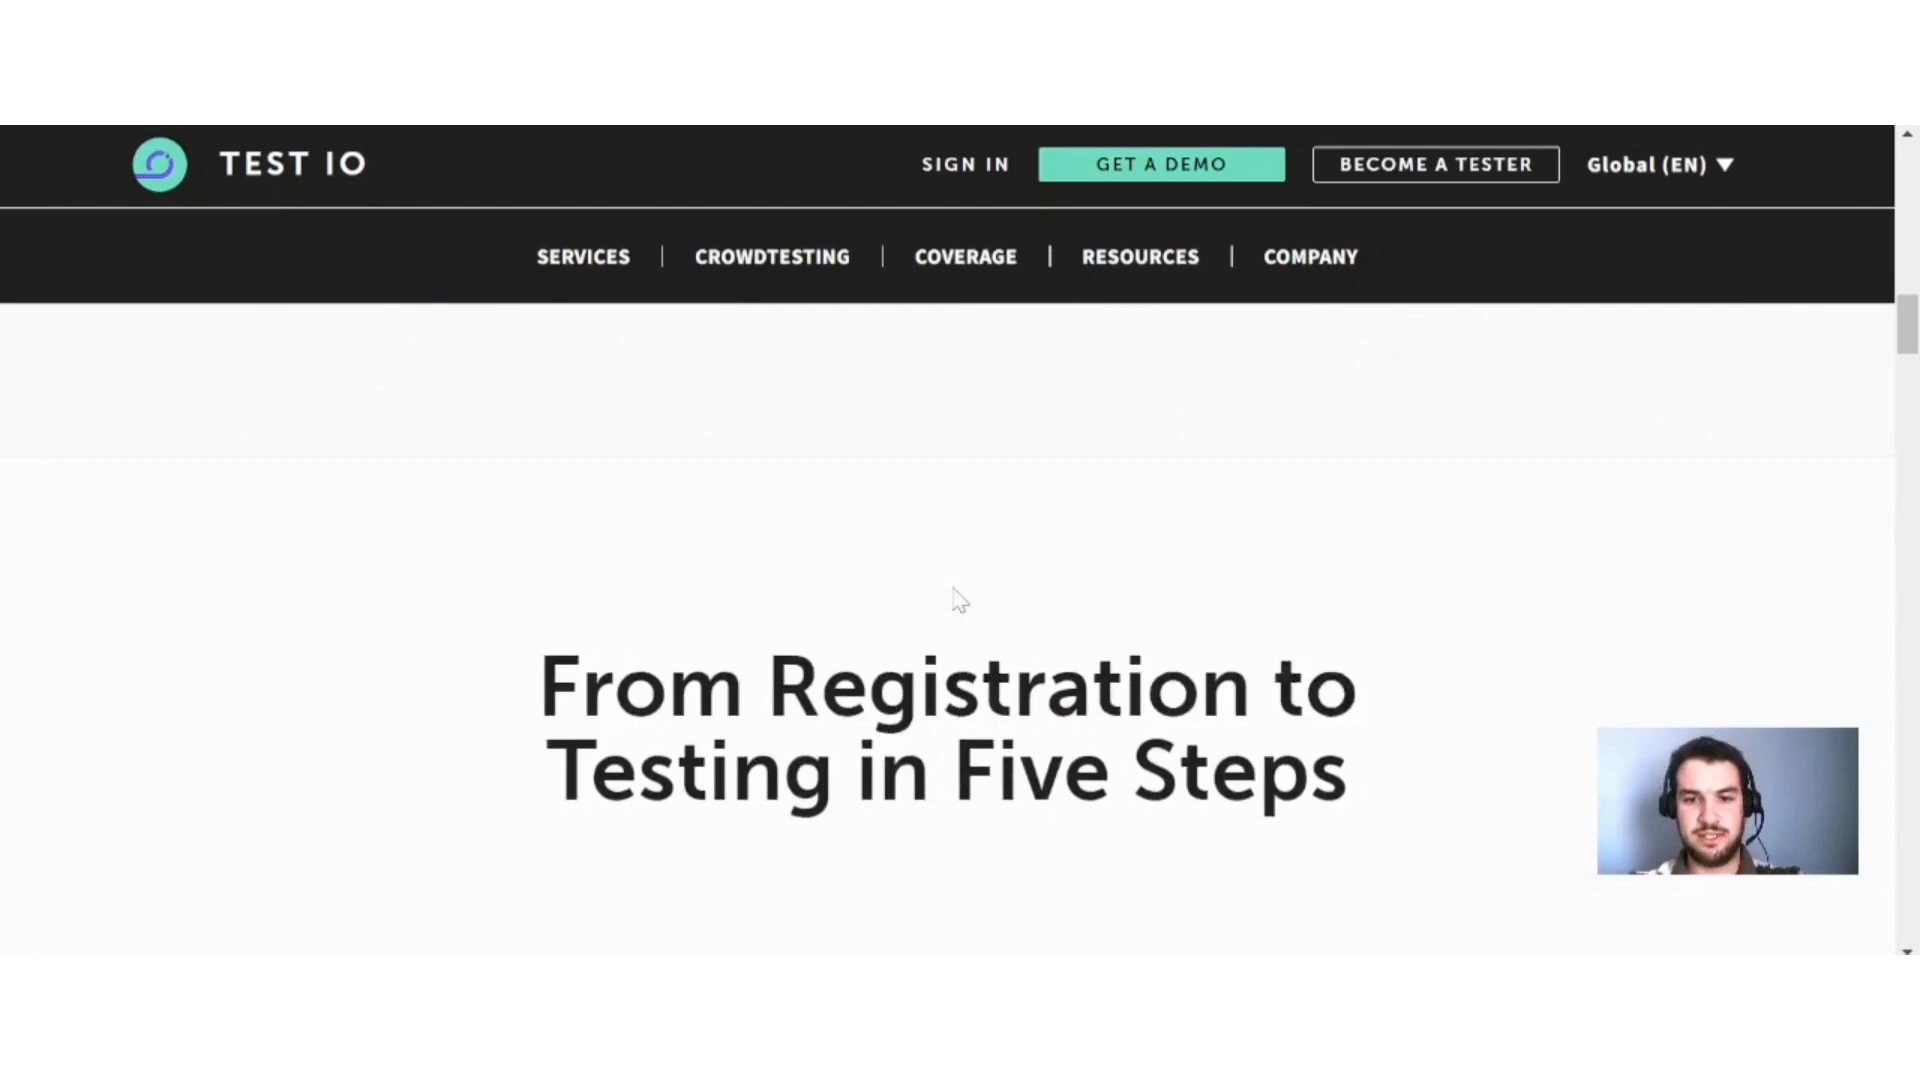 TEST IO
SIGN IN
GET A DEMO
BECOME A TESTER
Global (EN)
SERVICES | CROWDTESTING | COVERAGE | RESOURCES | COMPANY
From Registration to
Testing in Five Steps